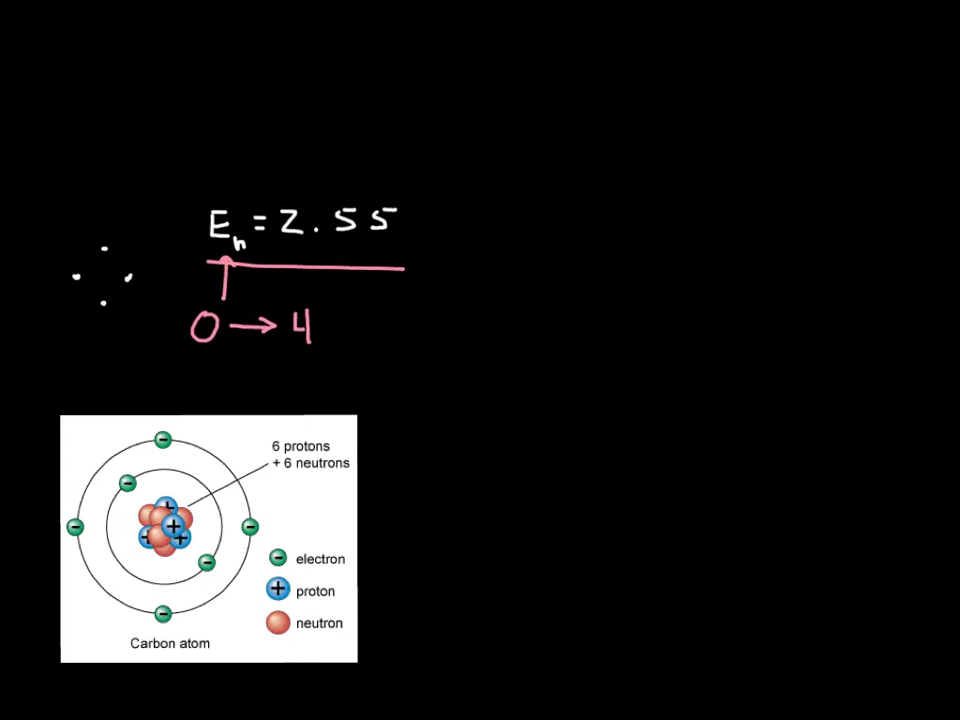 Eₙ = 2.55
0 → 4
6 protons
+ 6 neutrons
electron
proton
neutron
Carbon atom